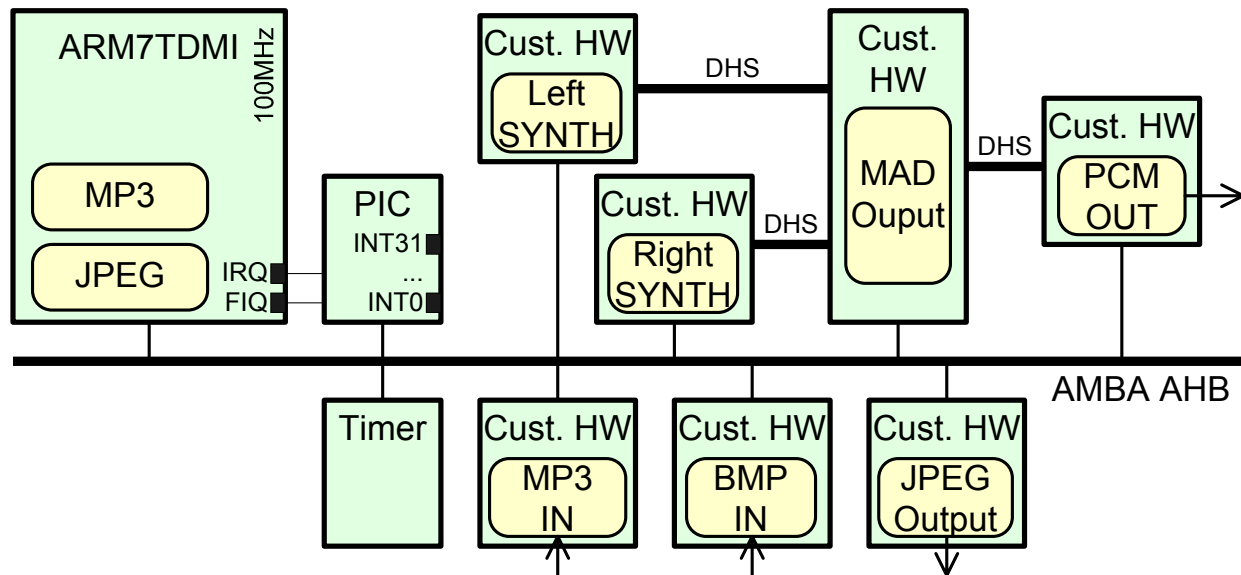 ARM7TDMI
100MHz
MP3
JPEG
IRQ
FIQ
PIC
INT31
...
INT0
Cust. HW
Left
SYNTH
DHS
Cust. HW
Right
SYNTH
DHS
Cust.
HW
MAD
Ouput
DHS
Cust. HW
PCM
OUT
AMBA AHB
Timer
Cust. HW
MP3
IN
Cust. HW
BMP
IN
Cust. HW
JPEG
Output